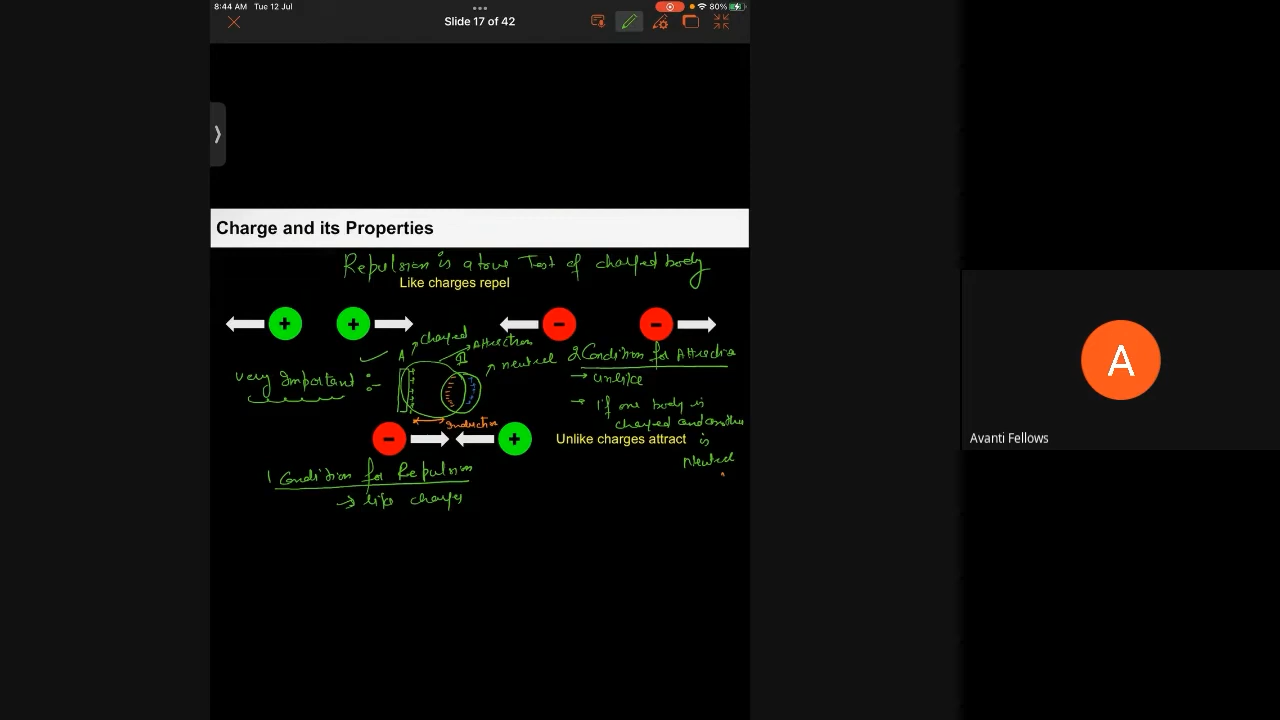 8:44 AM Tue 12 Jul
80%
Slide 17 of 42
Charge and its Properties
Repulsion is a true Test of charged body
Like charges repel
+ + - -
charged
Attraction
A
II
neutral
very Important :-
Induction
2 Condition for Attraction
→ unlike
→ If one body is
charged and another
is
Neutral
- +
Unlike charges attract
1 Condition for Repulsion
→ like charges
A
Avanti Fellows